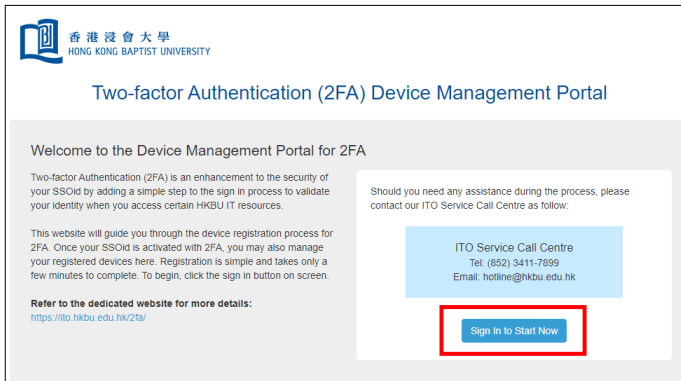 香港浸會大學
HONG KONG BAPTIST UNIVERSITY
Two-factor Authentication (2FA) Device Management Portal
Welcome to the Device Management Portal for 2FA
Two-factor Authentication (2FA) is an enhancement to the security of
your SSOid by adding a simple step to the sign in process to validate
your identity when you access certain HKBU IT resources.
This website will guide you through the device registration process for
2FA. Once your SSOid is activated with 2FA, you may also manage
your registered devices here. Registration is simple and takes only a
few minutes to complete. To begin, click the sign in button on screen.
Refer to the dedicated website for more details:
https://ito.hkbu.edu.hk/2fa/
Should you need any assistance during the process, please
contact our ITO Service Call Centre as follow:
ITO Service Call Centre
Tel: (852) 3411-7899
Email: hotline@hkbu.edu.hk
Sign In to Start Now